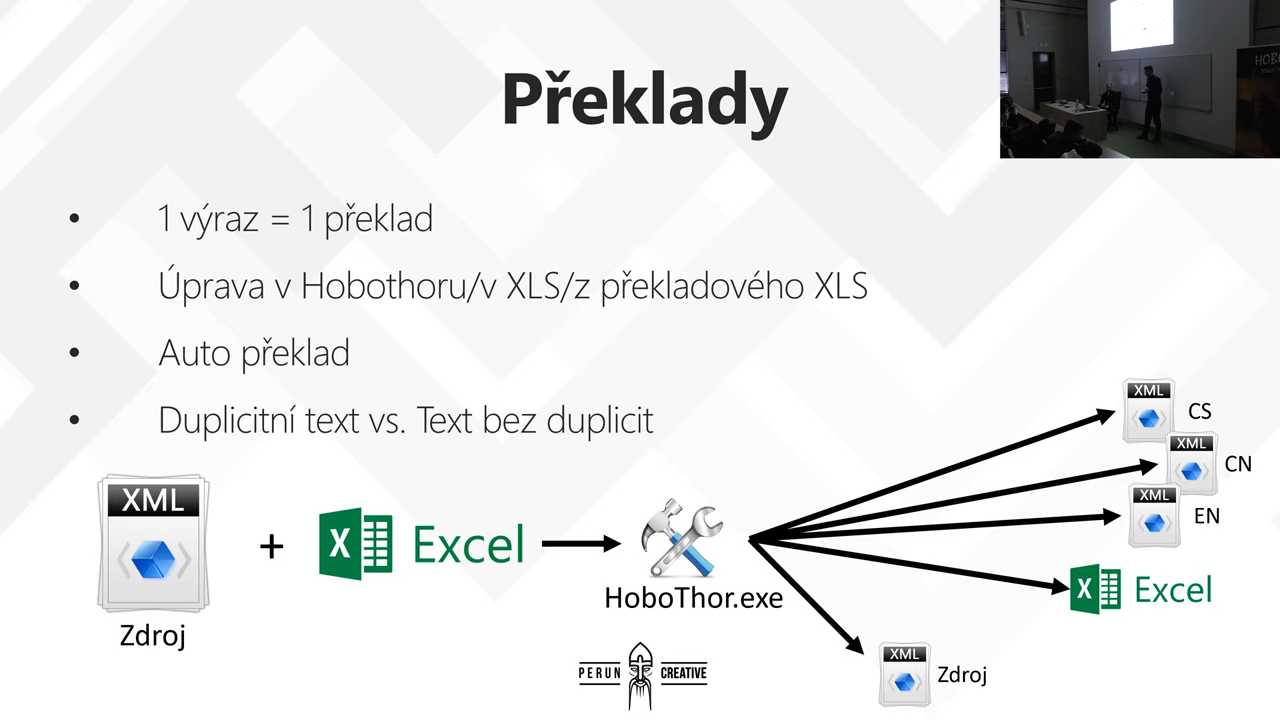 Překlady
• 1 výraz = 1 překlad
• Úprava v Hobothoru/v XLS/z překladového XLS
• Auto překlad
• Duplicitní text vs. Text bez duplicit
XML
Zdroj
+
Excel
HoboThor.exe
XML CS
XML CN
XML EN
Excel
XML Zdroj
PERUN CREATIVE